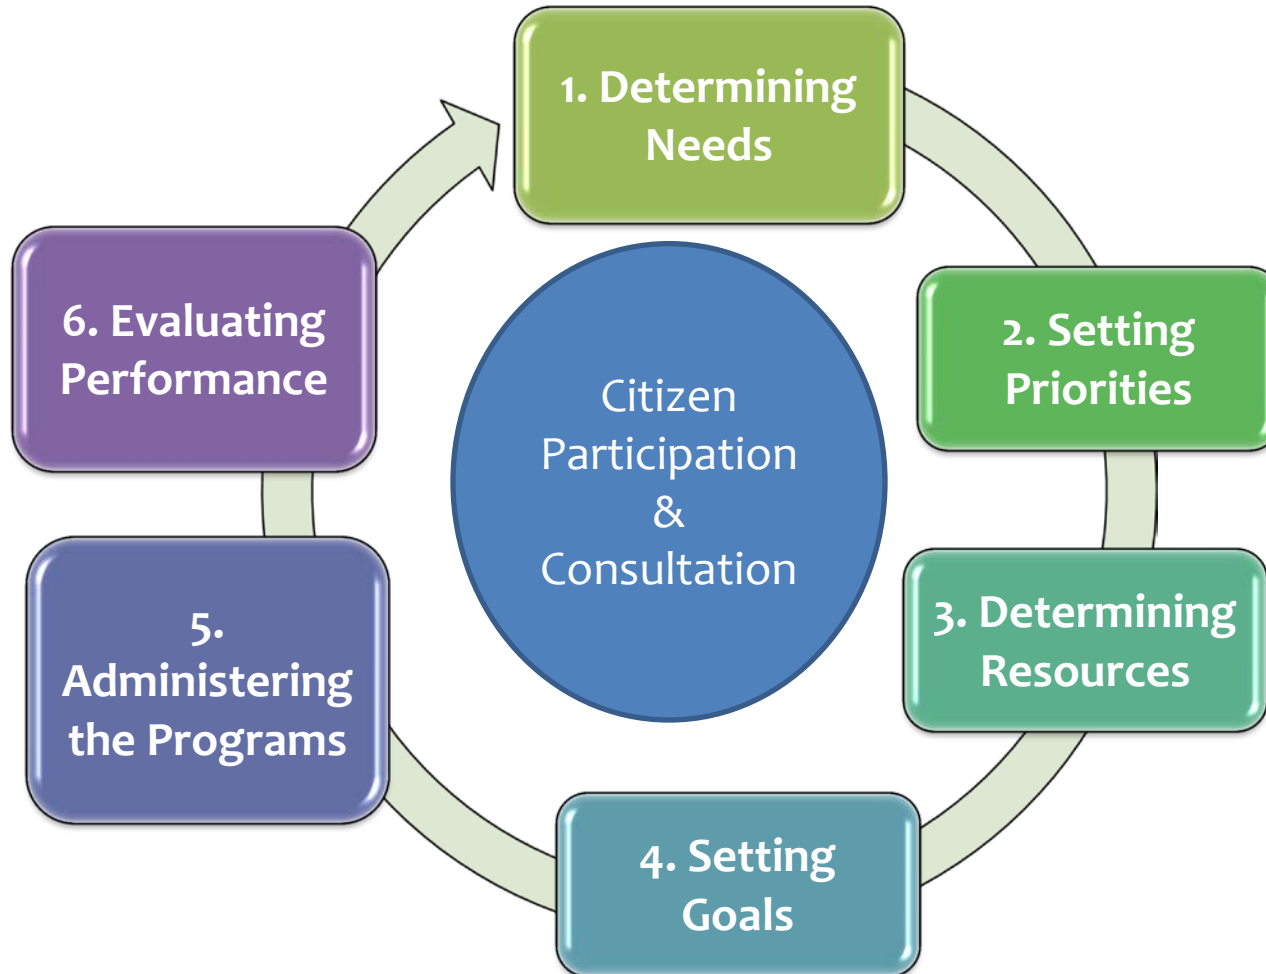 1. Determining
Needs
2. Setting
Priorities
3. Determining
Resources
4. Setting
Goals
5.
Administering
the Programs
6. Evaluating
Performance
Citizen
Participation
&
Consultation